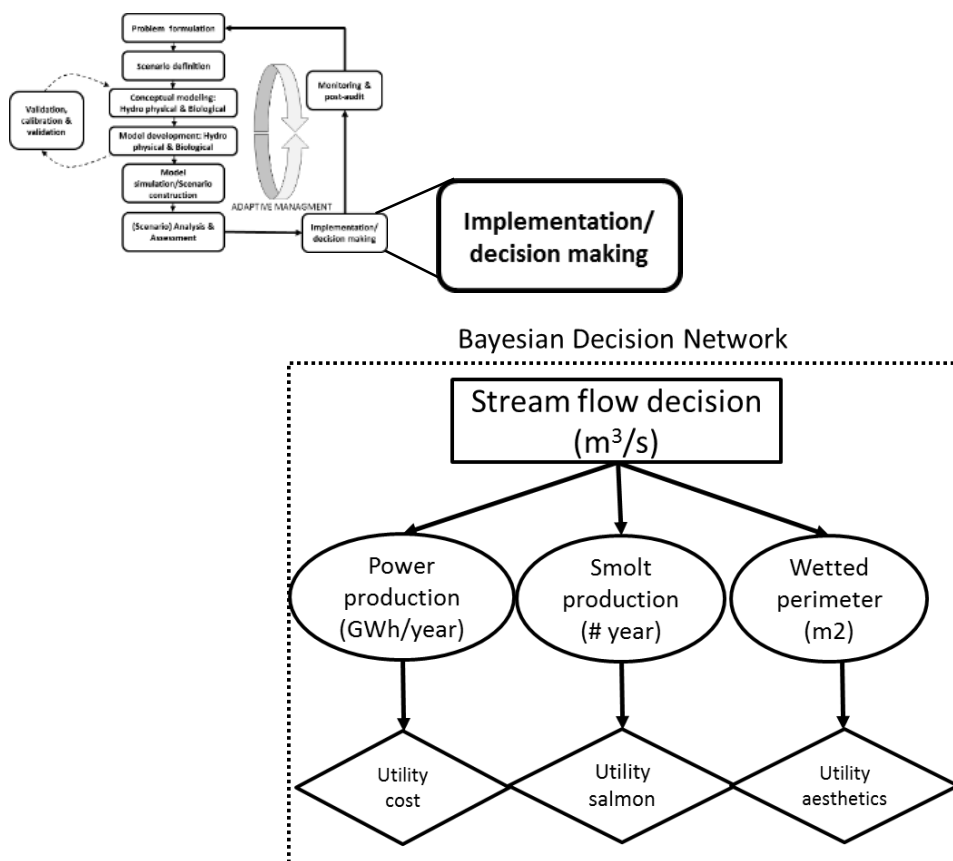 Problem formulation
Scenario definition
Conceptual modeling:
Hydro physical & Biological
Validation,
calibration &
validation
Model development: Hydro
physical & Biological
Model
simulation/Scenario
construction
(Scenario) Analysis &
Assessment
ADAPTIVE MANAGMENT
Monitoring &
post-audit
Implementation/
decision making
Implementation/
decision making
Bayesian Decision Network
Stream flow decision
(m³/s)
Power
production
(GWh/year)
Smolt
production
(# year)
Wetted
perimeter
(m2)
Utility
cost
Utility
salmon
Utility
aesthetics